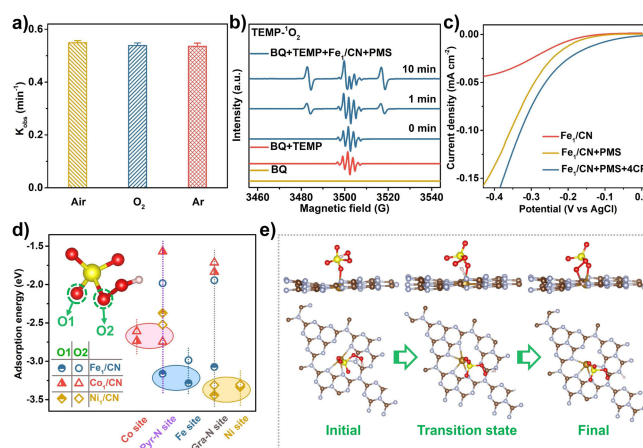 a)
K_obs (min⁻¹)
0.6
0.4
0.2
0.0
Air
O₂
Ar
b)
TEMP-¹O₂
BQ+TEMP+Fe₁/CN+PMS
10 min
1 min
0 min
BQ+TEMP
BQ
Intensity (a.u.)
3460 3480 3500 3520 3540
Magnetic field (G)
c)
Current density (mA cm⁻²)
0.00
-0.05
-0.10
-0.15
Fe₁/CN
Fe₁/CN+PMS
Fe₁/CN+PMS+4CP
-0.4 -0.3 -0.2 -0.1 0.0
Potential (V vs AgCl)
d)
Adsorption energy (eV)
-1.5
-2.0
-2.5
-3.0
-3.5
O1
O2
O1 O2
Fe₁/CN
Co₁/CN
Ni₁/CN
Co site
Pyr-N site
Fe site
Gra-N site
Ni site
e)
Initial
Transition state
Final